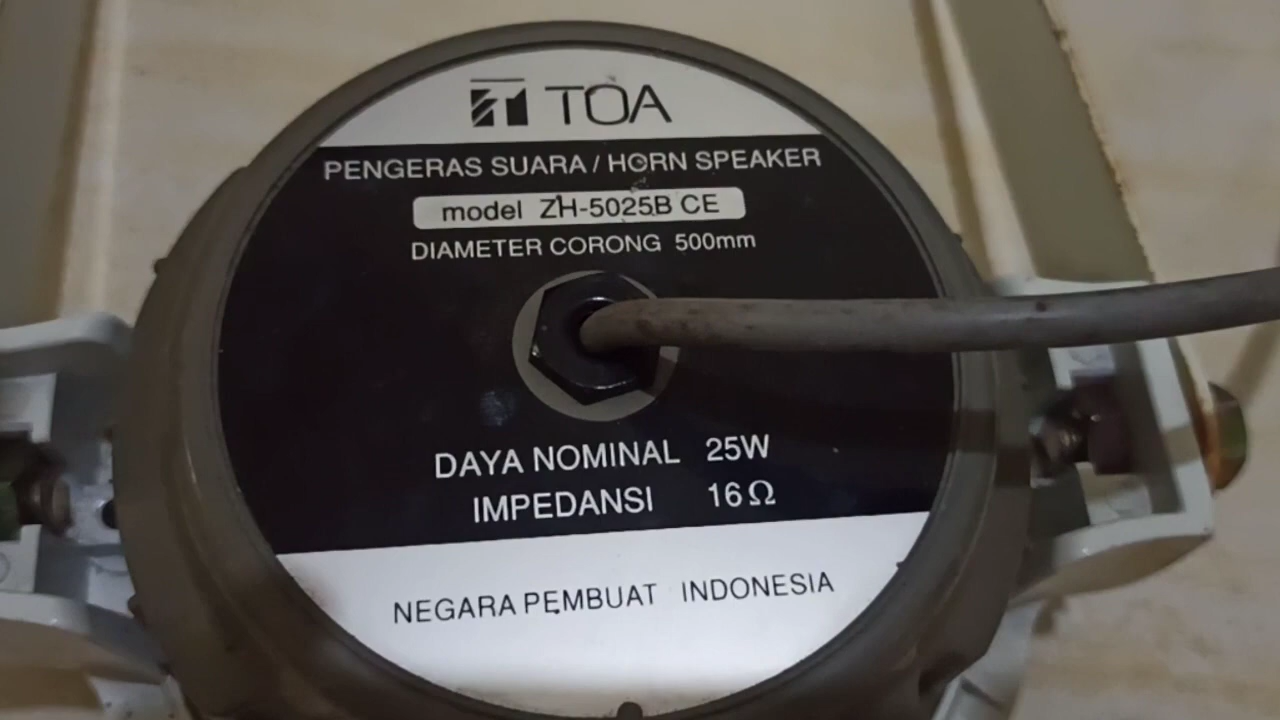 TOA
PENGERAS SUARA / HORN SPEAKER
model ZH-5025B CE
DIAMETER CORONG 500mm
DAYA NOMINAL 25W
IMPEDANSI 16Ω
NEGARA PEMBUAT INDONESIA